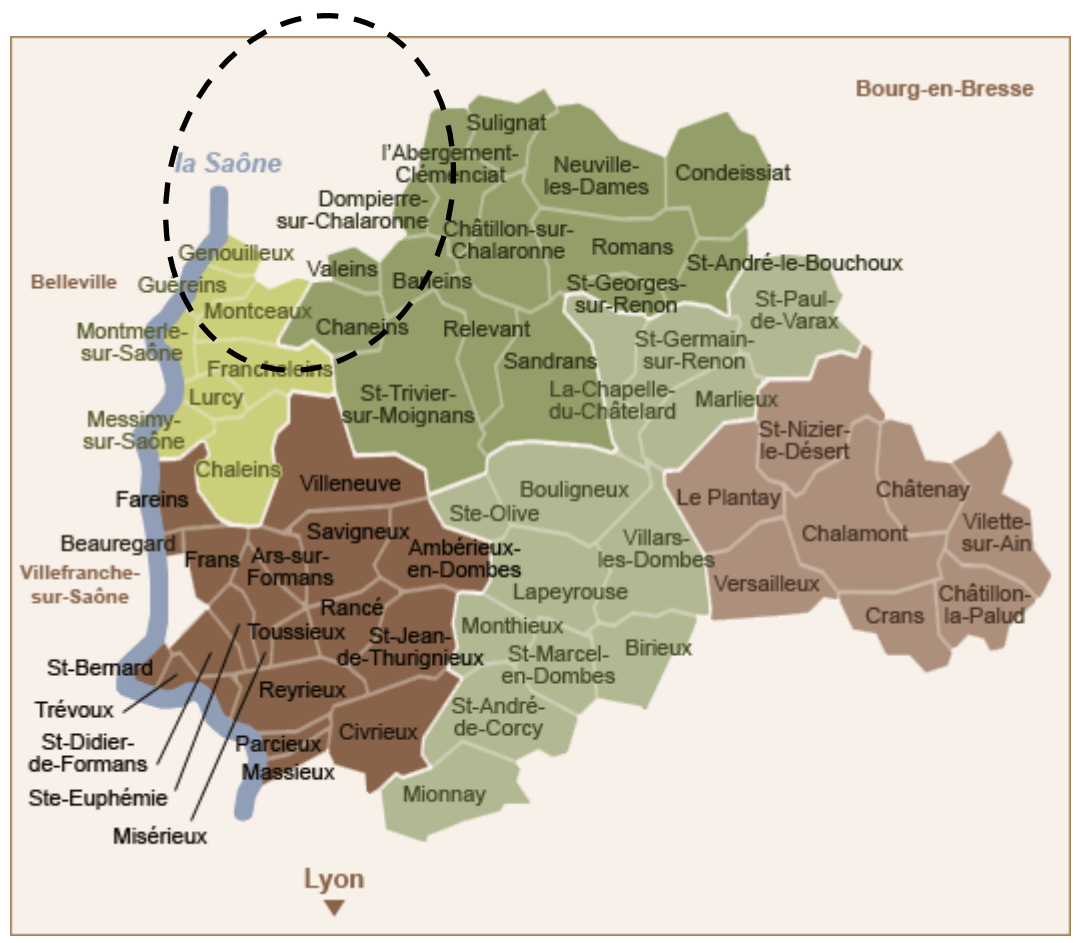 Bourg-en-Bresse
Sulignat
la Saône
l'Abergement-
Clémenciat
Neuville-
les-Dames
Condeissiat
Dompierre-
sur-Chalaronne
Châtillon-sur-
Chalaronne
Romans
Genouilleux
Valeins
Baneins
St-André-le-Bouchoux
Belleville
Guéreins
St-Georges-
sur-Renon
St-Paul-
de-Varax
Montceaux
Chaneins
Relevant
Montmerle-
sur-Saône
St-Germain-
sur-Renon
Francheleins
Sandrans
Lurcy
St-Trivier-
sur-Moignans
La-Chapelle-
du-Châtelard
Marlieux
Messimy-
sur-Saône
St-Nizier-
le-Désert
Chaleins
Villeneuve
Bouligneux
Le Plantay
Châtenay
Fareins
Ste-Olive
Savigneux
Chalamont
Vilette-
sur-Ain
Beauregard
Frans
Ars-sur-
Formans
Ambérieux-
en-Dombes
Villars-
les-Dombes
Villefranche-
sur-Saône
Lapeyrouse
Versailleux
Châtillon-
la-Palud
Rancé
Crans
Toussieux
St-Jean-
de-Thurignieux
Monthieux
Birieux
St-Bernard
St-Marcel-
en-Dombes
Reyrieux
Trévoux
St-André-
de-Corcy
Civrieux
St-Didier-
de-Formans
Parcieux
Massieux
Ste-Euphémie
Mionnay
Misérieux
Lyon